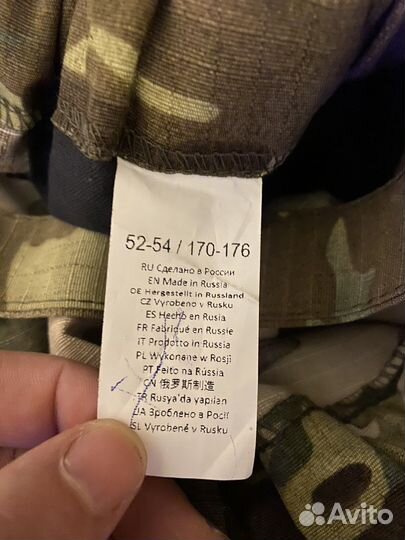 52-54 / 170-176
RU Сделано в России
EN Made in Russia
DE Hergestellt in Russland
CZ Vyrobeno v Rusku
ES Hecho en Rusia
FR Fabriqué en Russie
IT Prodotto in Russia
PL Wykonane w Rosji
PT Feito na Rússia
CN 俄罗斯制造
TR Rusya'da yapılan
UA Зроблено в Росії
SL Vyrobené v Rusku
Avito